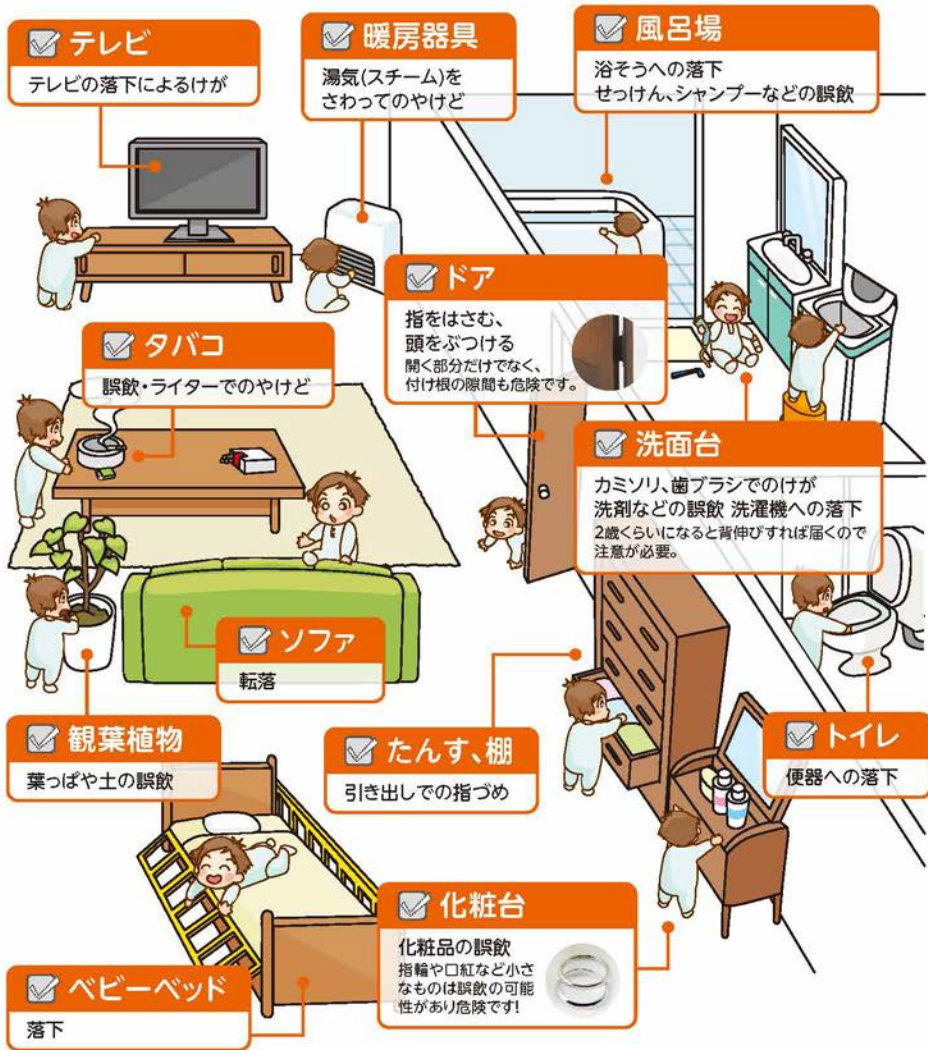 テレビ
テレビの落下によるけが
暖房器具
湯気(スチーム)を
さわってのやけど
風呂場
浴そうへの落下
せっけん、シャンプーなどの誤飲
ドア
指をはさむ、
頭をぶつける
開く部分だけでなく、
付け根の隙間も危険です。
タバコ
誤飲・ライターでのやけど
洗面台
カミソリ、歯ブラシでのけが
洗剤などの誤飲 洗濯機への落下
2歳くらいになると背伸びすれば届くので
注意が必要。
ソファ
転落
観葉植物
葉っぱや土の誤飲
たんす、棚
引き出しでの指づめ
トイレ
便器への落下
化粧台
化粧品の誤飲
指輪や口紅など小さ
なものは誤飲の可能
性があり危険です!
ベビーベッド
落下